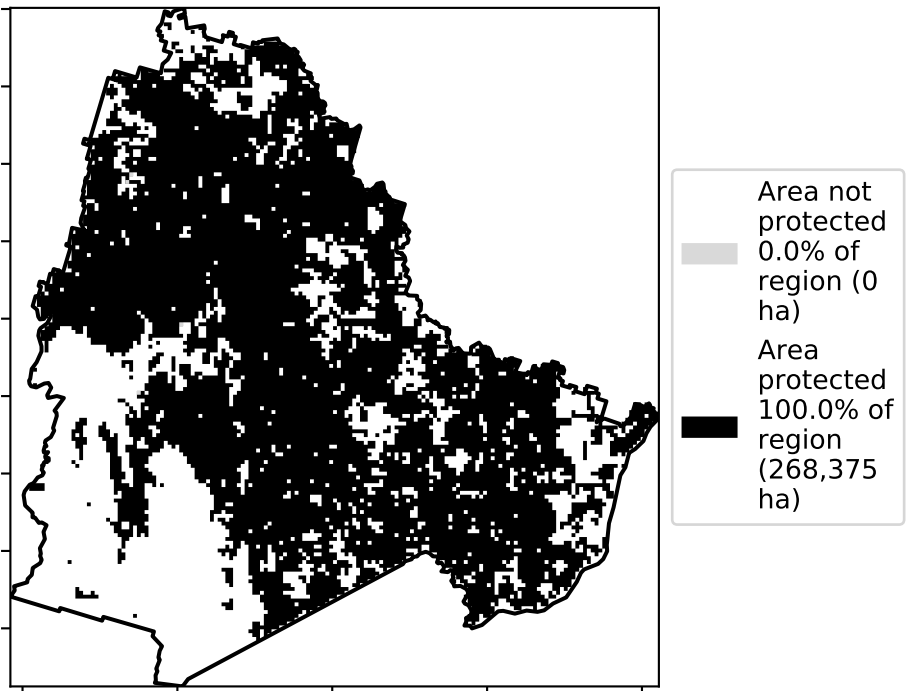 Area not
protected
0.0% of
region (0
ha)
Area
protected
100.0% of
region
(268,375
ha)